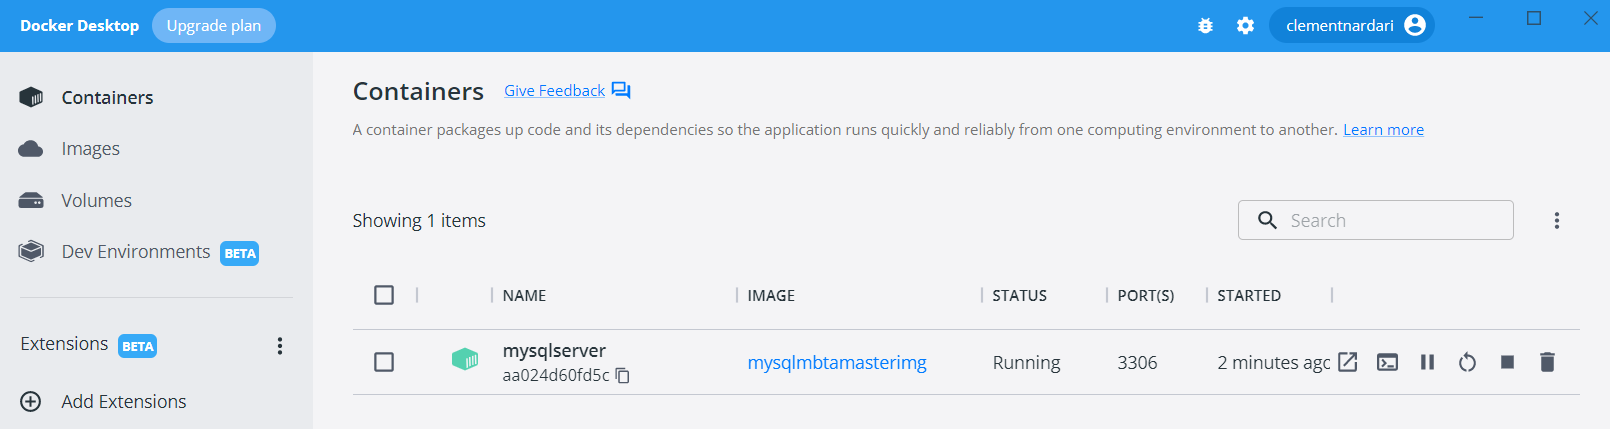 Docker Desktop Upgrade plan clementnardari
Containers
Images
Volumes
Dev Environments BETA
Extensions BETA
Add Extensions
Containers Give Feedback
A container packages up code and its dependencies so the application runs quickly and reliably from one computing environment to another. Learn more
Showing 1 items Search
NAME IMAGE STATUS PORT(S) STARTED
mysqlserver mysqlmbtamasterimg Running 3306 2 minutes agc
aa024d60fd5c